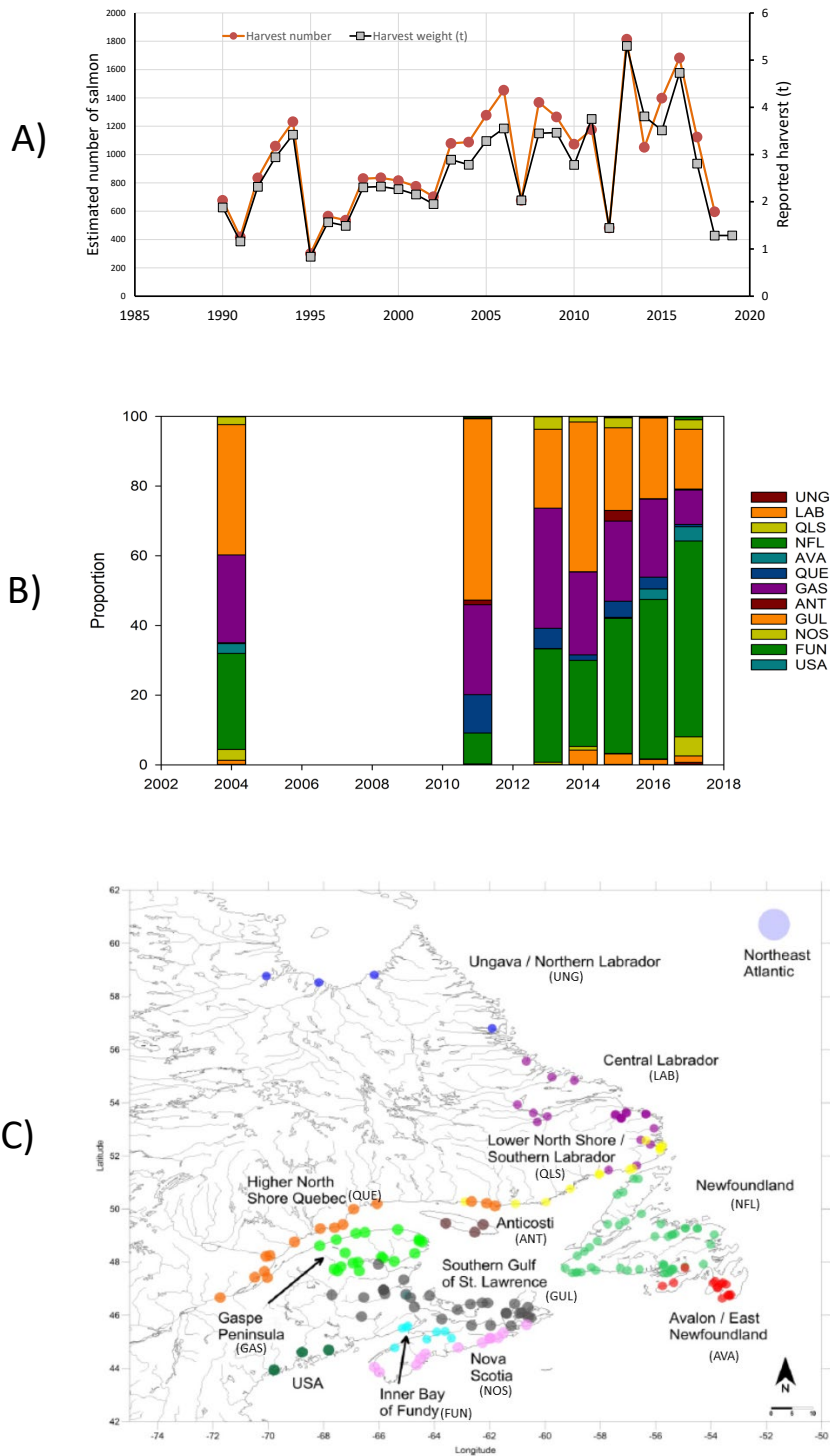 A)
Harvest number
Harvest weight (t)
Estimated number of salmon
2000
1800
1600
1400
1200
1000
800
600
400
200
0
Reported harverst (t)
6
5
4
3
2
1
0
1985 1990 1995 2000 2005 2010 2015 2020
B)
Proportion
100
80
60
40
20
0
2002 2004 2006 2008 2010 2012 2014 2016 2018
UNG
LAB
QLS
NFL
AVA
QUE
GAS
ANT
GUL
NOS
FUN
USA
C)
Latitude
62
60
58
56
54
52
50
48
46
44
42
Northeast
Atlantic
Ungava / Northern Labrador
(UNG)
Central Labrador
(LAB)
Lower North Shore /
Southern Labrador
(QLS)
Higher North
Shore Quebec (QUE)
Newfoundland
(NFL)
Anticosti
(ANT)
Southern Gulf
of St. Lawrence
(GUL)
Gaspe
Peninsula
(GAS)
Avalon / East
Newfoundland
(AVA)
USA
Nova
Scotia
(NOS)
Inner Bay
of Fundy (FUN)
N
0 5 10
-74 -72 -70 -68 -66 -64 -62 -60 -58 -56 -54 -52 -50
Longitude